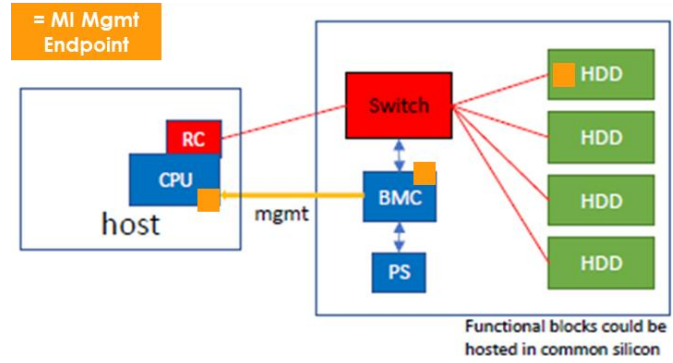 = MI Mgmt
Endpoint
HDD
Switch
RC
HDD
CPU
BMC
HDD
host
mgmt
PS
HDD
Functional blocks could be
hosted in common silicon